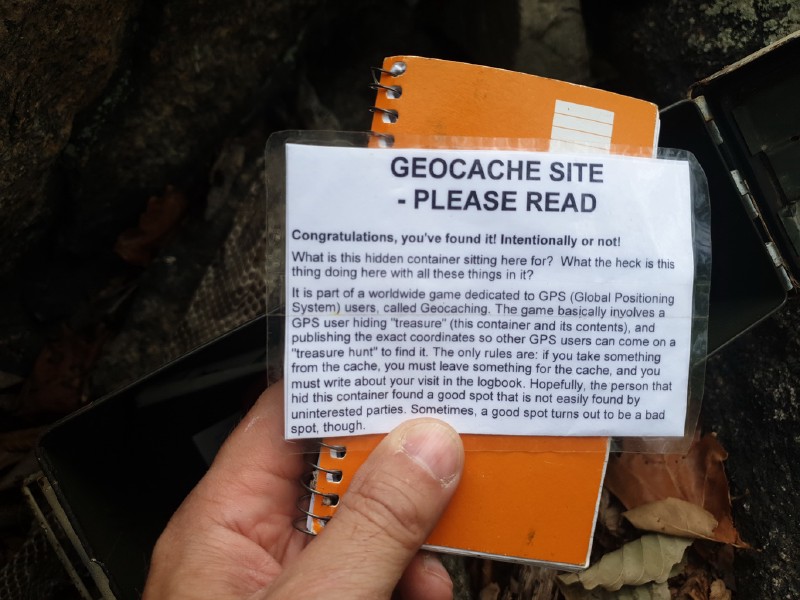 GEOCACHE SITE
- PLEASE READ
Congratulations, you've found it! Intentionally or not!
What is this hidden container sitting here for? What the heck is this
thing doing here with all these things in it?
It is part of a worldwide game dedicated to GPS (Global Positioning
System) users, called Geocaching. The game basically involves a
GPS user hiding "treasure" (this container and its contents), and
publishing the exact coordinates so other GPS users can come on a
"treasure hunt" to find it. The only rules are: if you take something
from the cache, you must leave something for the cache, and you
must write about your visit in the logbook. Hopefully, the person that
hid this container found a good spot that is not easily found by
uninterested parties. Sometimes, a good spot turns out to be a bad
spot, though.